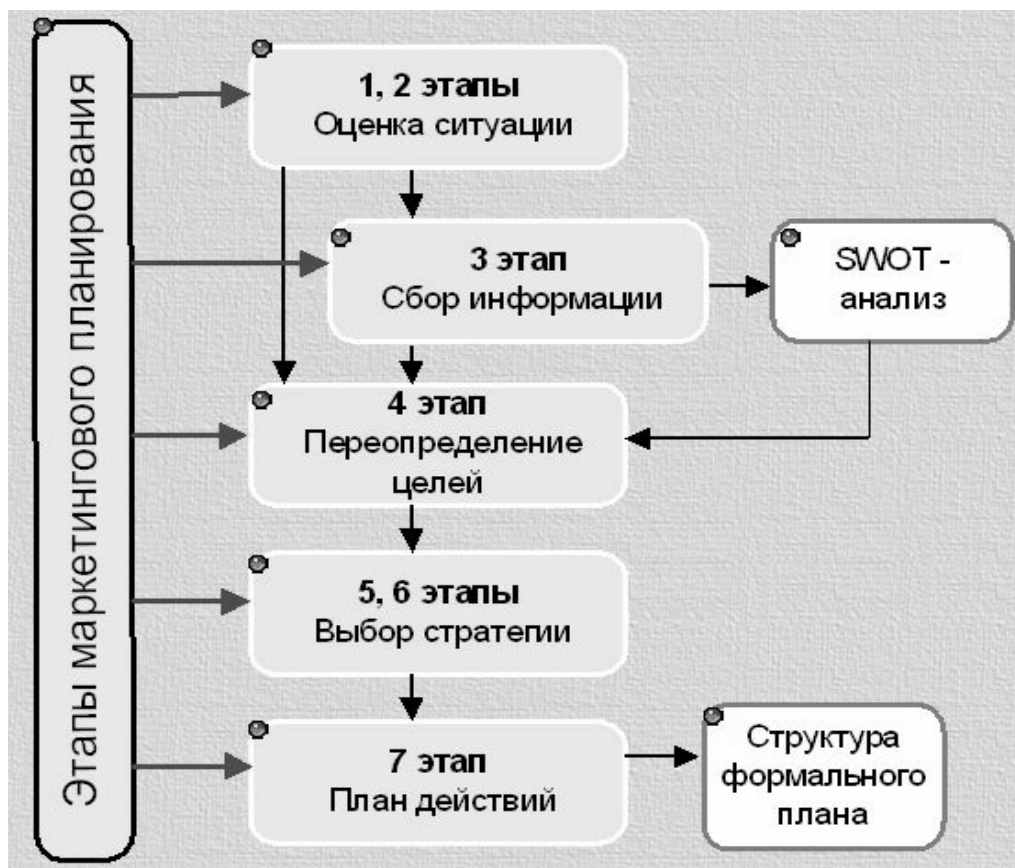 Этапы маркетингового планирования
1, 2 этапы
Оценка ситуации
3 этап
Сбор информации
SWOT -
анализ
4 этап
Переопределение
целей
5, 6 этапы
Выбор стратегии
7 этап
План действий
Структура
формального
плана